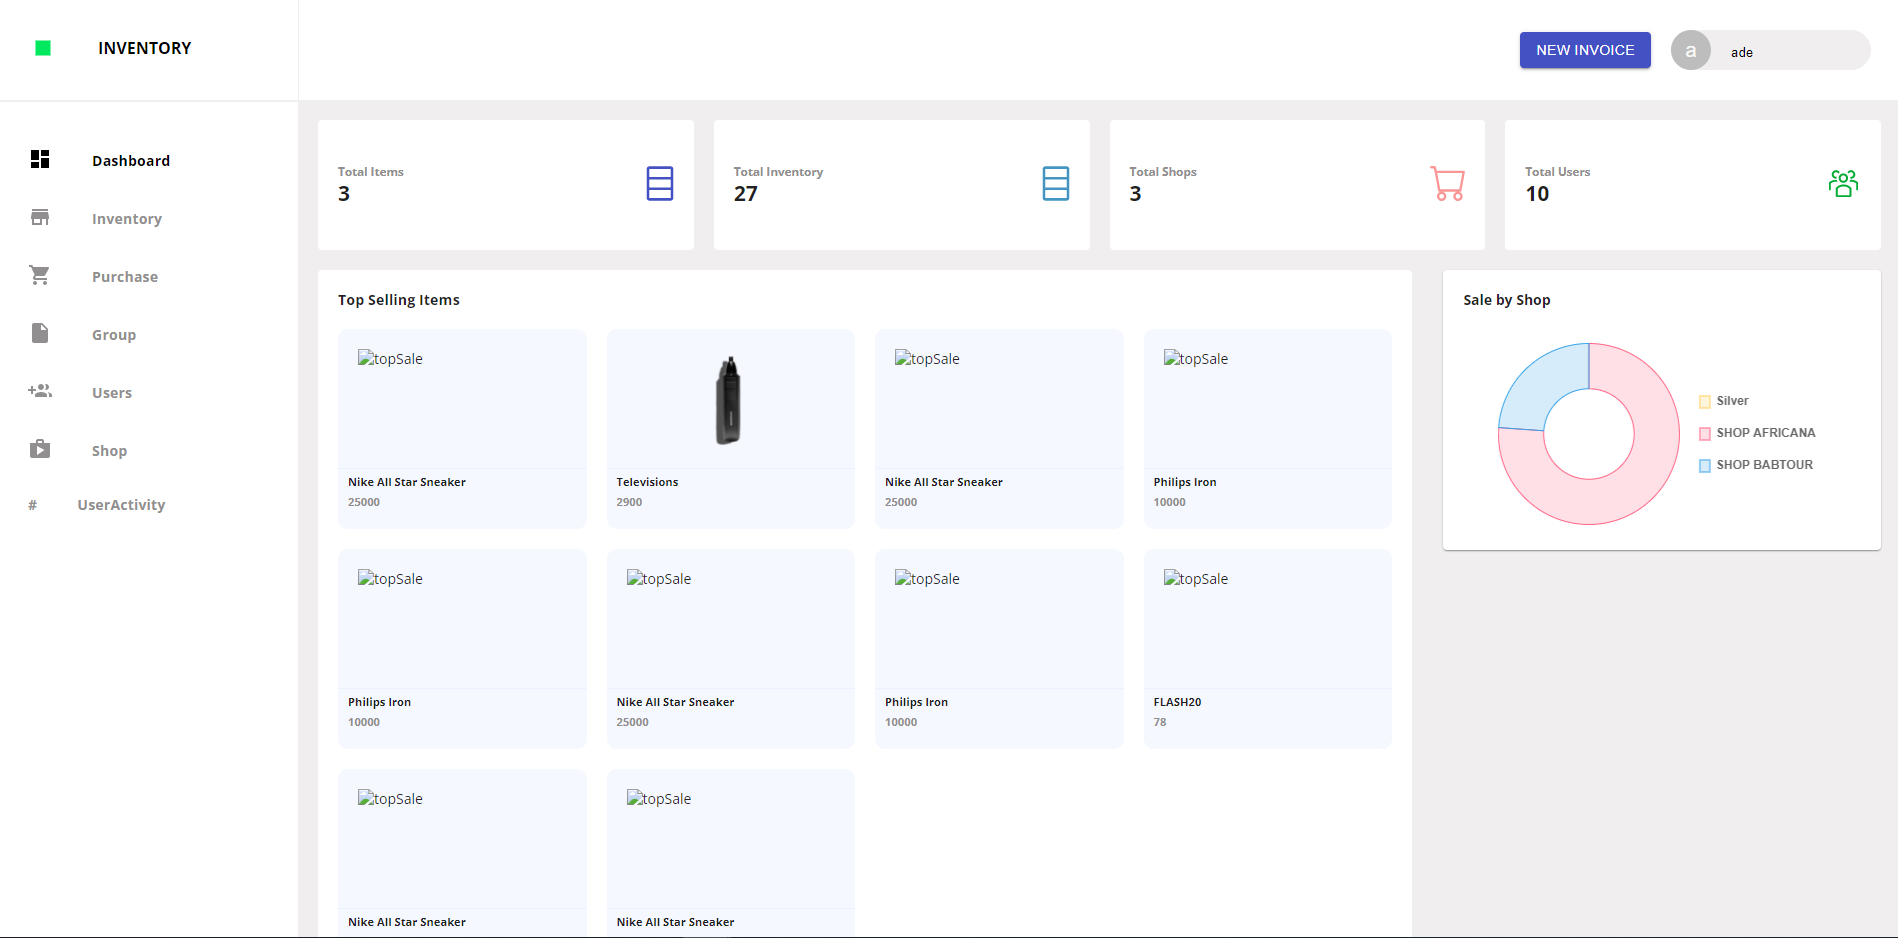 INVENTORY
NEW INVOICE
a
ade
Dashboard
Inventory
Purchase
Group
Users
Shop
# UserActivity
Total Items
3
Total Inventory
27
Total Shops
3
Total Users
10
Top Selling Items
topSale
Nike All Star Sneaker
25000
Televisions
2900
topSale
Nike All Star Sneaker
25000
topSale
Philips Iron
10000
topSale
Philips Iron
10000
topSale
Nike All Star Sneaker
25000
topSale
Philips Iron
10000
topSale
FLASH20
78
topSale
Nike All Star Sneaker
topSale
Nike All Star Sneaker
Sale by Shop
Silver
SHOP AFRICANA
SHOP BABTOUR